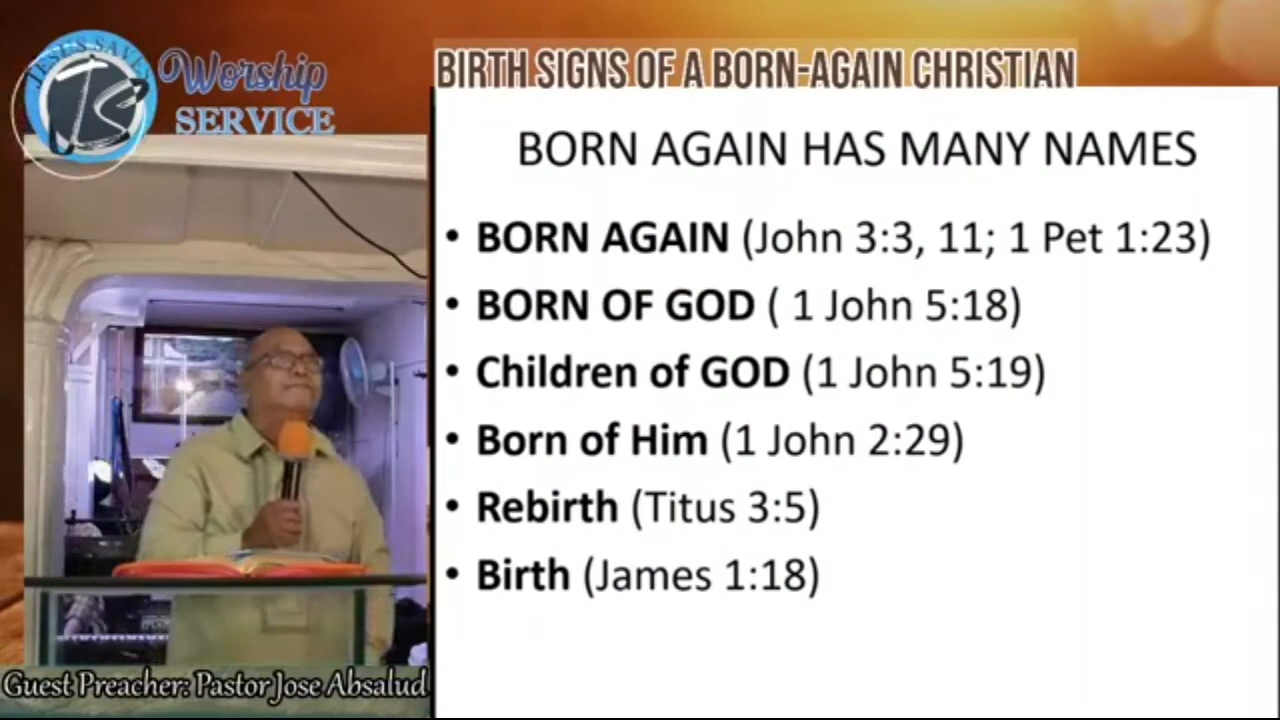 JESUS SAVES
JS
Worship
SERVICE
BIRTH SIGNS OF A BORN-AGAIN CHRISTIAN
BORN AGAIN HAS MANY NAMES
• BORN AGAIN (John 3:3, 11; 1 Pet 1:23)
• BORN OF GOD ( 1 John 5:18)
• Children of GOD (1 John 5:19)
• Born of Him (1 John 2:29)
• Rebirth (Titus 3:5)
• Birth (James 1:18)
Guest Preacher: Pastor Jose Absalud